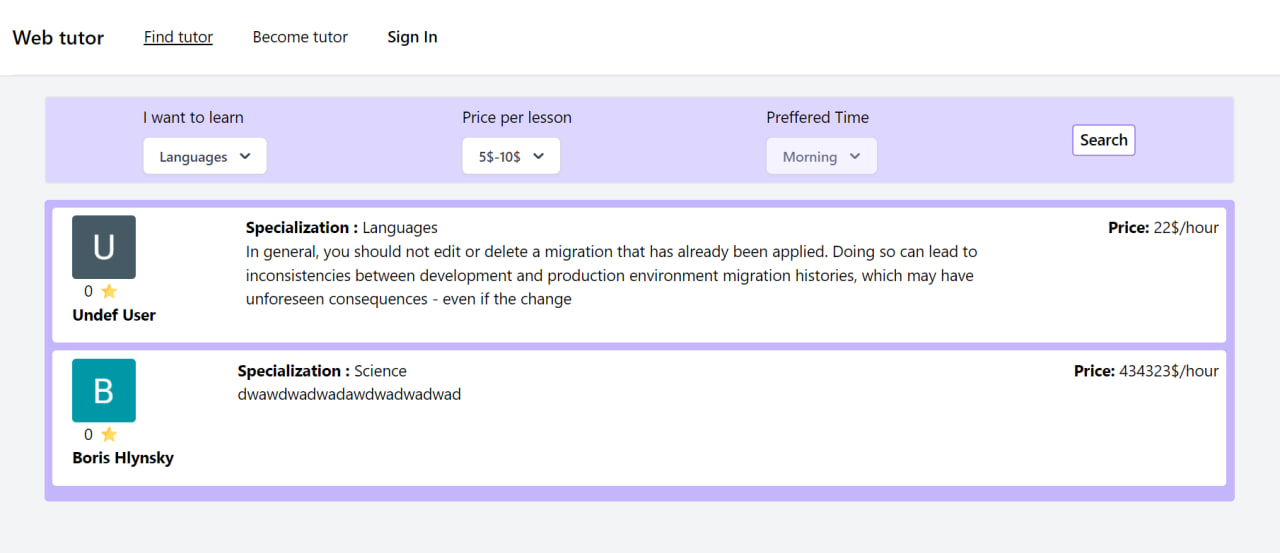 Web tutor Find tutor Become tutor Sign In
I want to learn Price per lesson Preffered Time
Languages 5$-10$ Morning Search
U
Specialization : Languages Price: 22$/hour
In general, you should not edit or delete a migration that has already been applied. Doing so can lead to
inconsistencies between development and production environment migration histories, which may have
unforeseen consequences - even if the change
0
Undef User
B
Specialization : Science Price: 434323$/hour
dwawdwadwadawdwadwadwad
0
Boris Hlynsky